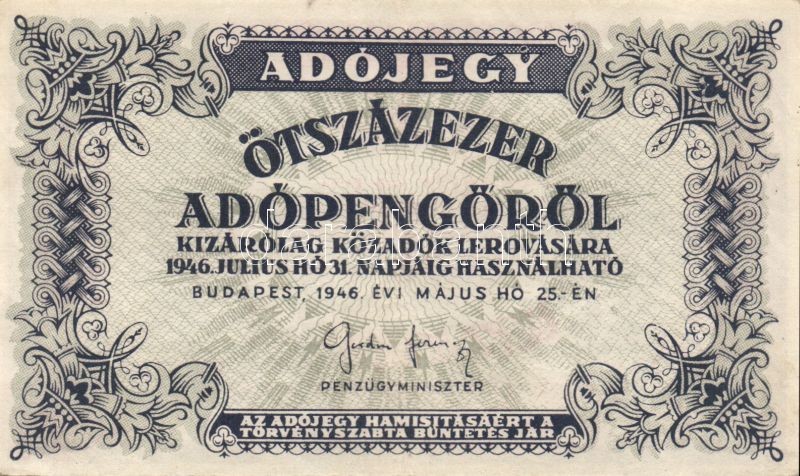 ADÓJEGY
ÖTSZÁZEZER
ADÓPENGŐRŐL
KIZÁRÓLAG KÖZADÓK LEROVÁSÁRA
1946. JULIUS HÓ 31. NAPJÁIG HASZNÁLHATÓ
BUDAPEST, 1946. ÉVI MÁJUS HÓ 25.-ÉN
PÉNZÜGYMINISZTER
AZ ADÓJEGY HAMISITÁSAÉRT A
TÖRVÉNYSZABTA BÜNTETÉS JÁR